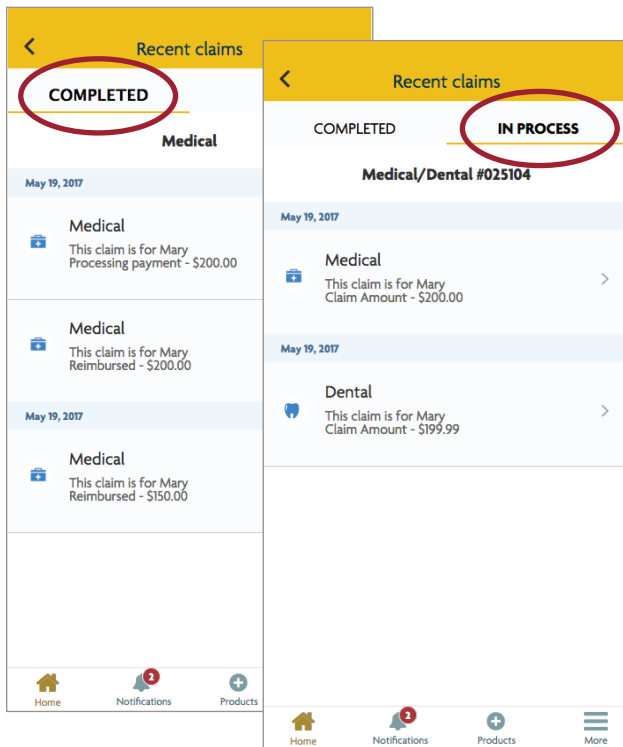 Recent claims
COMPLETED
Medical
May 19, 2017
Medical
This claim is for Mary
Processing payment - $200.00
Medical
This claim is for Mary
Reimbursed - $200.00
May 19, 2017
Medical
This claim is for Mary
Reimbursed - $150.00
2
Home
Notifications
Products
Recent claims
COMPLETED
IN PROCESS
Medical/Dental #025104
May 19, 2017
Medical
This claim is for Mary
Claim Amount - $200.00
May 19, 2017
Dental
This claim is for Mary
Claim Amount - $199.99
2
Home
Notifications
Products
More